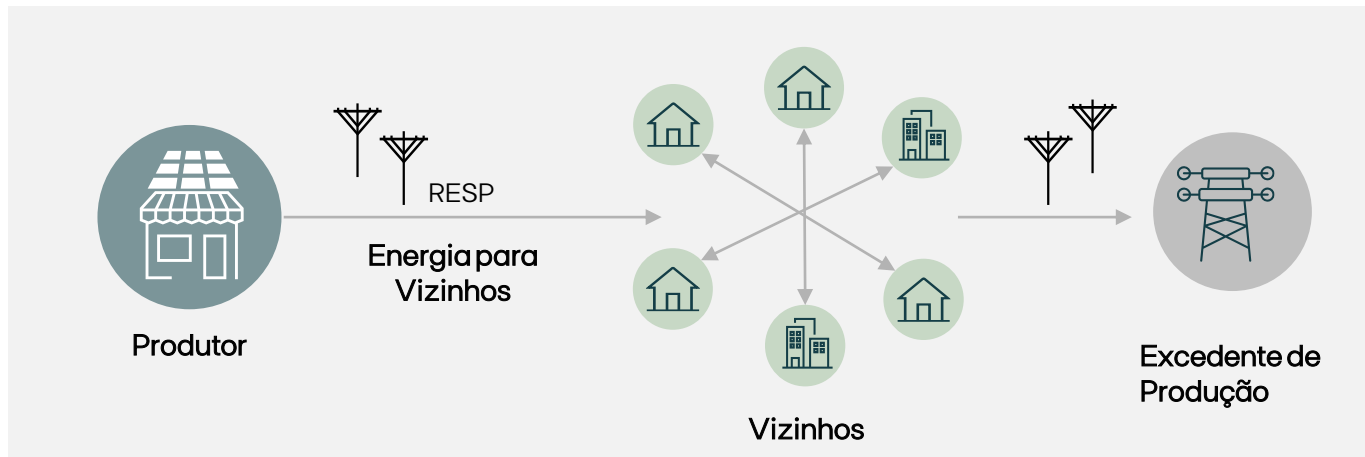 RESP
Energia para
Vizinhos
Produtor
Vizinhos
Excedente de
Produção